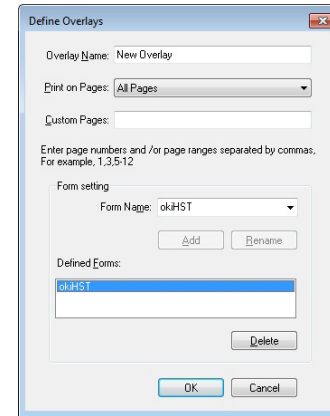 Define Overlays
Overlay Name: New Overlay
Print on Pages: All Pages
Custom Pages:
Enter page numbers and /or page ranges separated by commas,
For example, 1,3,5-12
Form setting
Form Name: okiHST
Add Rename
Defined Forms:
okiHST
Delete
OK Cancel